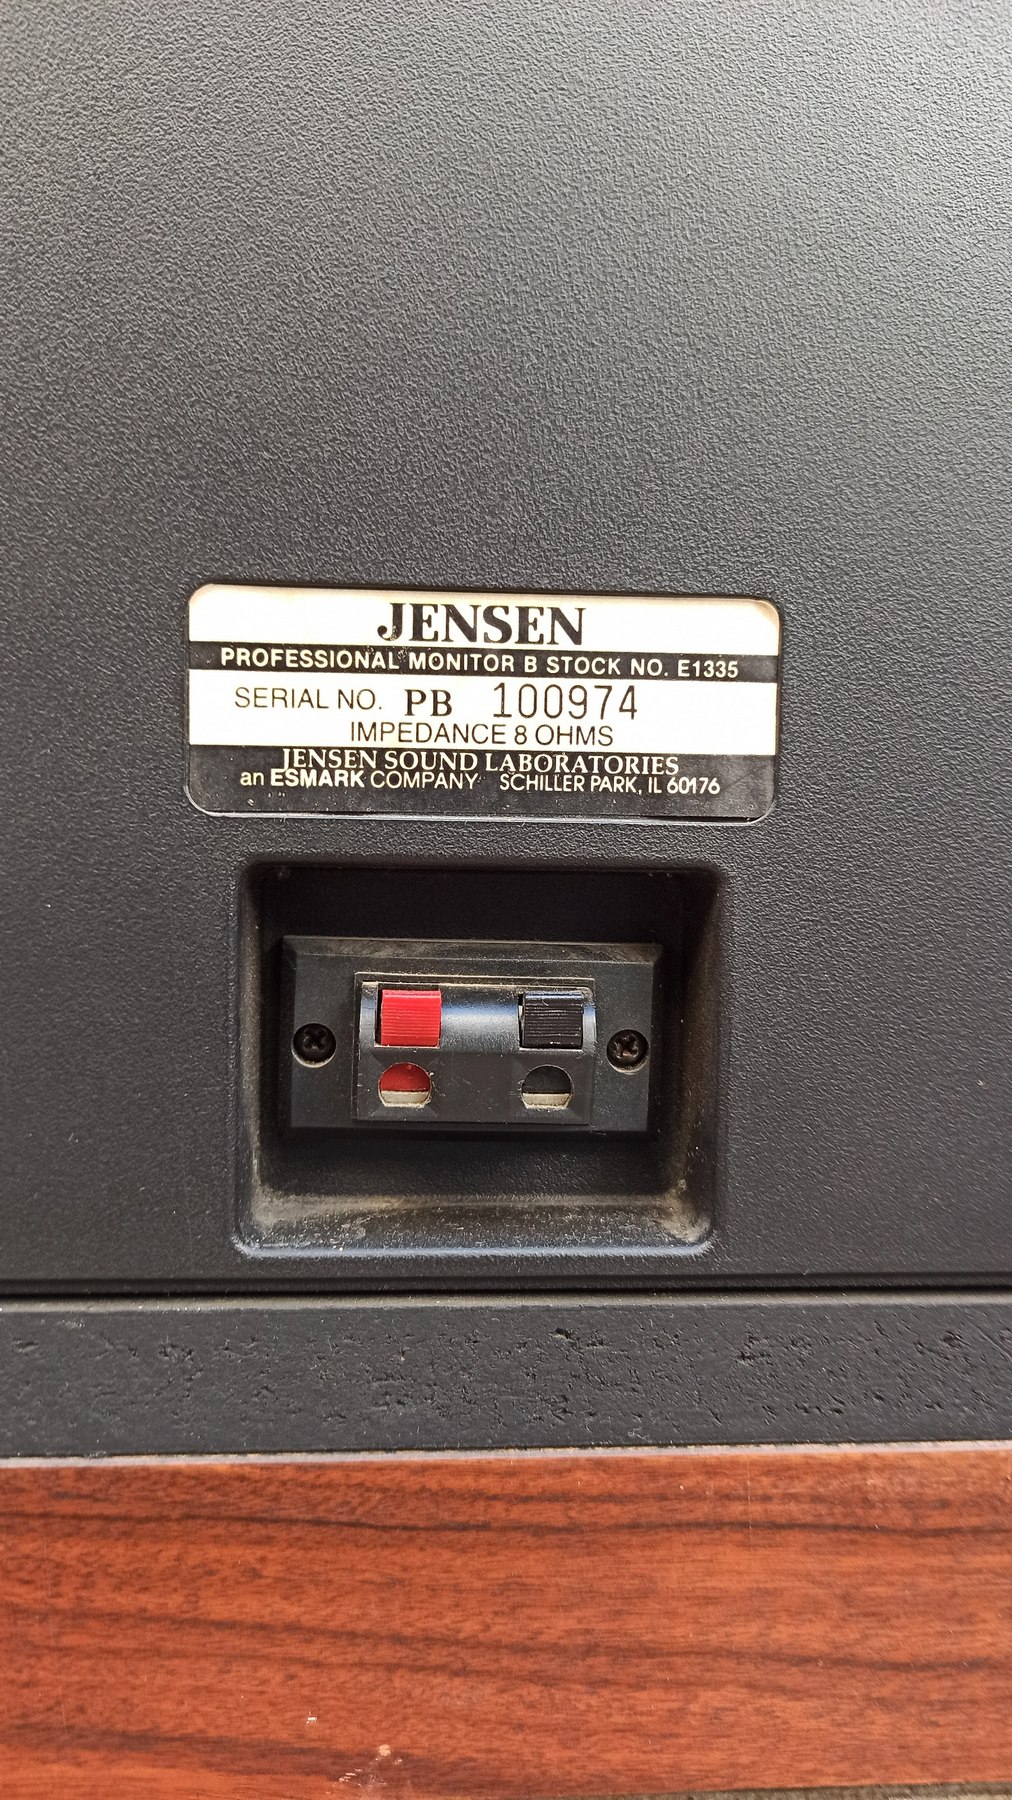 JENSEN
PROFESSIONAL MONITOR B STOCK NO. E1335
SERIAL NO. PB 100974
IMPEDANCE 8 OHMS
JENSEN SOUND LABORATORIES
an ESMARK COMPANY SCHILLER PARK, IL 60176